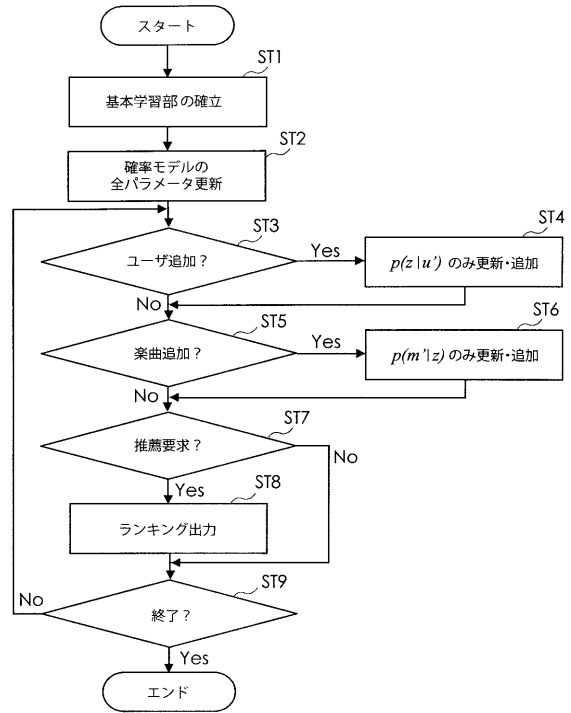 スタート
ST1
基本学習部の確立
ST2
確率モデルの
全パラメータ更新
ST3
ユーザ追加？
Yes
ST4
p(z|u')のみ更新・追加
No
ST5
楽曲追加？
Yes
ST6
p(m'|z)のみ更新・追加
No
ST7
推薦要求？
No
Yes
ST8
ランキング出力
ST9
No
終了？
Yes
エンド